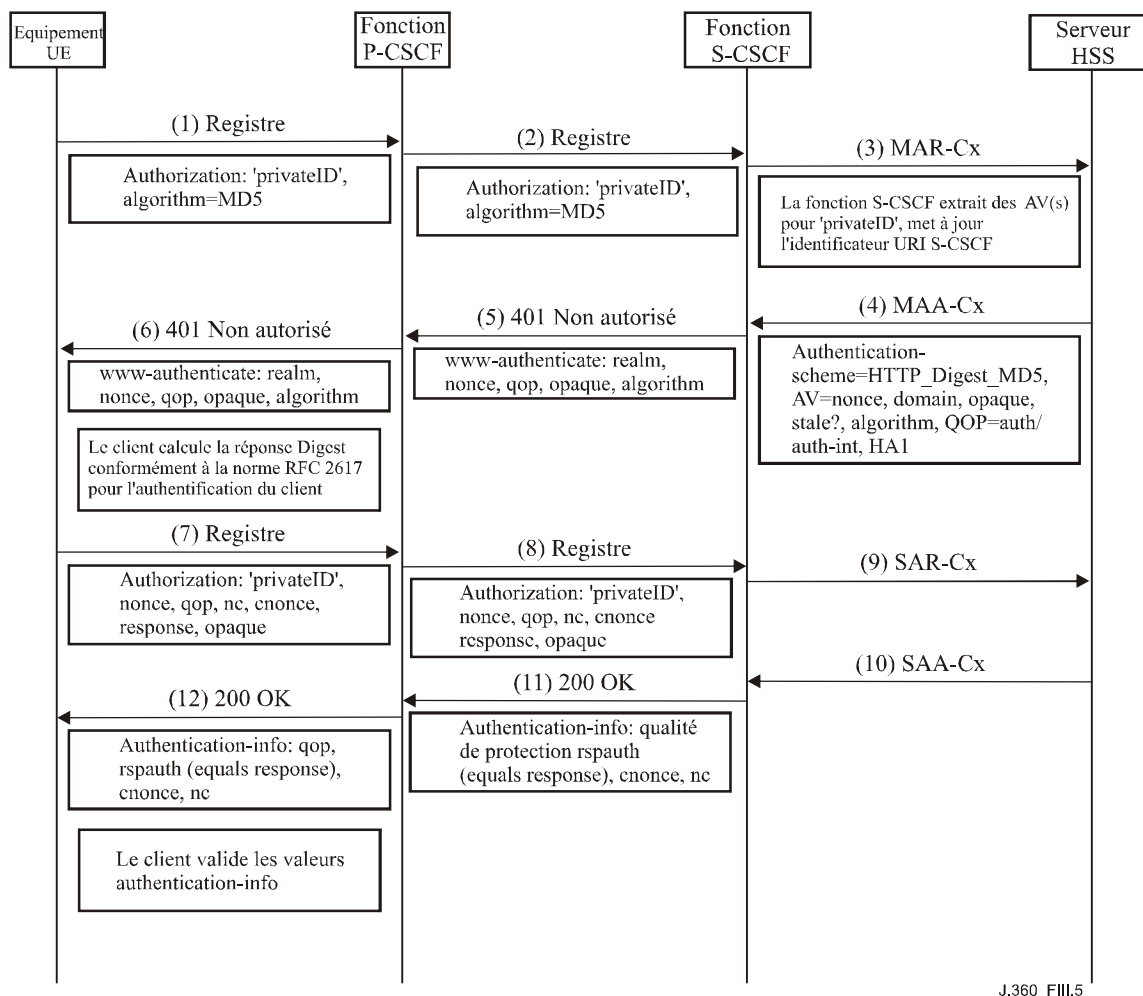 Equipement
UE
Fonction
P-CSCF
Fonction
S-CSCF
Serveur
HSS
(1) Registre
Authorization: 'privateID',
algorithm=MD5
(2) Registre
Authorization: 'privateID',
algorithm=MD5
(3) MAR-Cx
La fonction S-CSCF extrait des AV(s)
pour 'privateID', met à jour
l'identificateur URI S-CSCF
(4) MAA-Cx
Authentication-
scheme=HTTP_Digest_MD5,
AV=nonce, domain, opaque,
stale?, algorithm, QOP=auth/
auth-int, HA1
(5) 401 Non autorisé
www-authenticate: realm,
nonce, qop, opaque, algorithm
(6) 401 Non autorisé
www-authenticate: realm,
nonce, qop, opaque, algorithm
Le client calcule la réponse Digest
conformément à la norme RFC 2617
pour l'authentification du client
(7) Registre
Authorization: 'privateID',
nonce, qop, nc, cnonce,
response, opaque
(8) Registre
Authorization: 'privateID',
nonce, qop, nc, cnonce
response, opaque
(9) SAR-Cx
(10) SAA-Cx
(11) 200 OK
Authentication-info: qualité
de protection rspauth
(equals response), cnonce, nc
(12) 200 OK
Authentication-info: qop,
rspauth (equals response),
cnonce, nc
Le client valide les valeurs
authentication-info
J.360_FIII.5